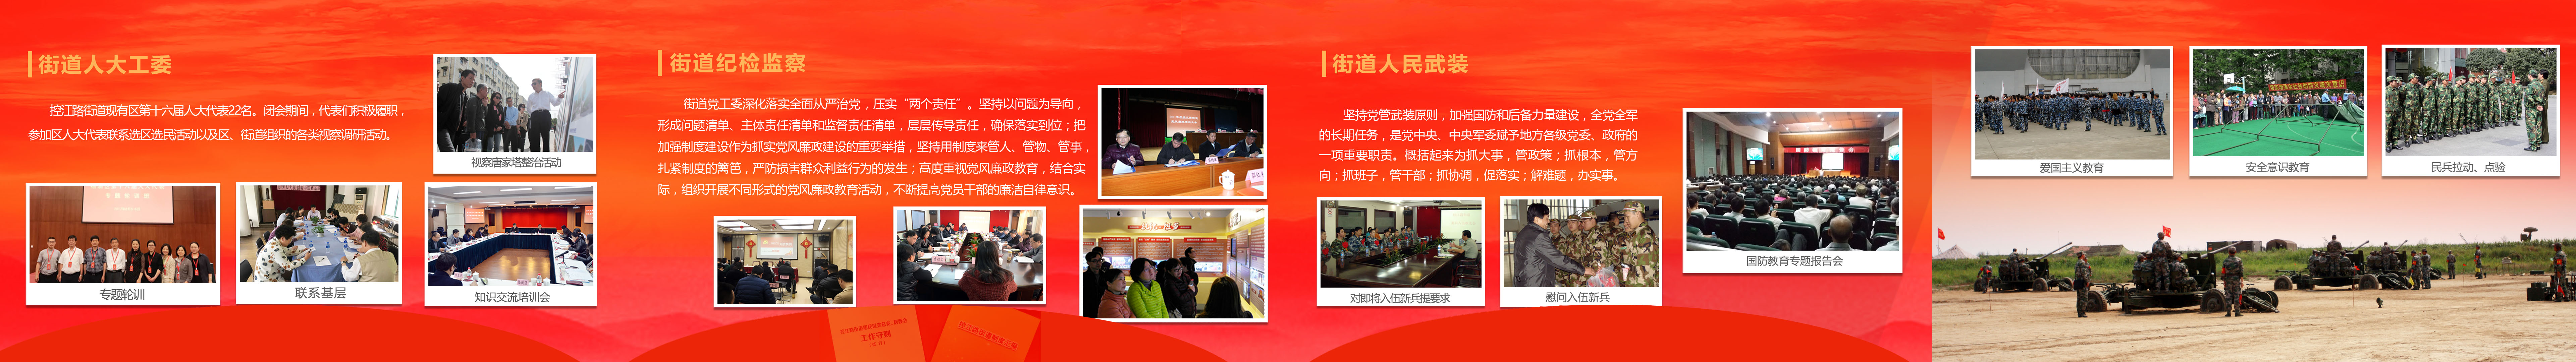 街道人大工委
控江路街道现有区第十六届人大代表22名。闭会期间，代表们积极履职，
参加区人大代表联系选区选民活动以及区、街道组织的各类视察调研活动。
视察唐家塔整治活动
专题轮训
联系基层
知识交流培训会
街道纪检监察
街道党工委深化落实全面从严治党，压实“两个责任”。坚持以问题为导向，
形成问题清单、主体责任清单和监督责任清单，层层传导责任，确保落实到位；把
加强制度建设作为抓实党风廉政建设的重要举措，坚持用制度来管人、管物、管事，
扎紧制度的篱笆，严防损害群众利益行为的发生；高度重视党风廉政教育，结合实
际，组织开展不同形式的党风廉政教育活动，不断提高党员干部的廉洁自律意识。
工作守则
控江路街道制度汇编
街道人民武装
坚持党管武装原则，加强国防和后备力量建设，全党全军
的长期任务，是党中央、中央军委赋予地方各级党委、政府的
一项重要职责。概括起来为抓大事，管政策；抓根本，管方
向；抓班子，管干部；抓协调，促落实；解难题，办实事。
对即将入伍新兵提要求
慰问入伍新兵
国防教育专题报告会
爱国主义教育
安全意识教育
民兵拉动、点验